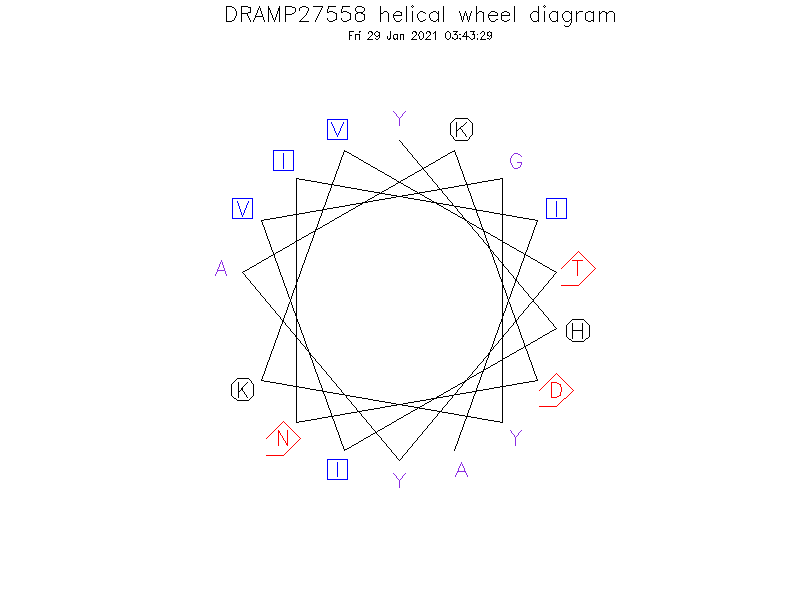 DRAMP27558 helical wheel diagram
Fri 29 Jan 2021 03:43:29
Y
V K
I G
V I
A T
H
K D
N Y
I A
Y